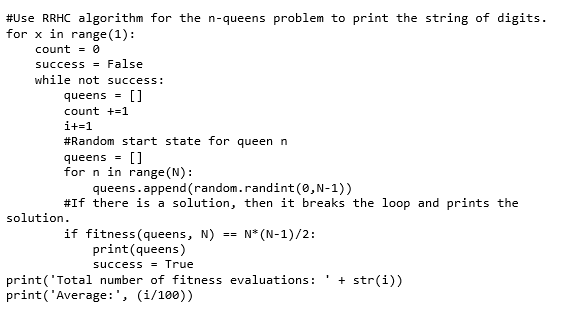 #Use RRHC algorithm for the n-queens problem to print the string of digits.
for x in range(1):
    count = 0
    success = False
    while not success:
        queens = []
        count +=1
        i+=1
        #Random start state for queen n
        queens = []
        for n in range(N):
            queens.append(random.randint(0,N-1))
        #If there is a solution, then it breaks the loop and prints the
solution.
        if fitness(queens, N) == N*(N-1)/2:
            print(queens)
            success = True
print('Total number of fitness evaluations: ' + str(i))
print('Average:', (i/100))